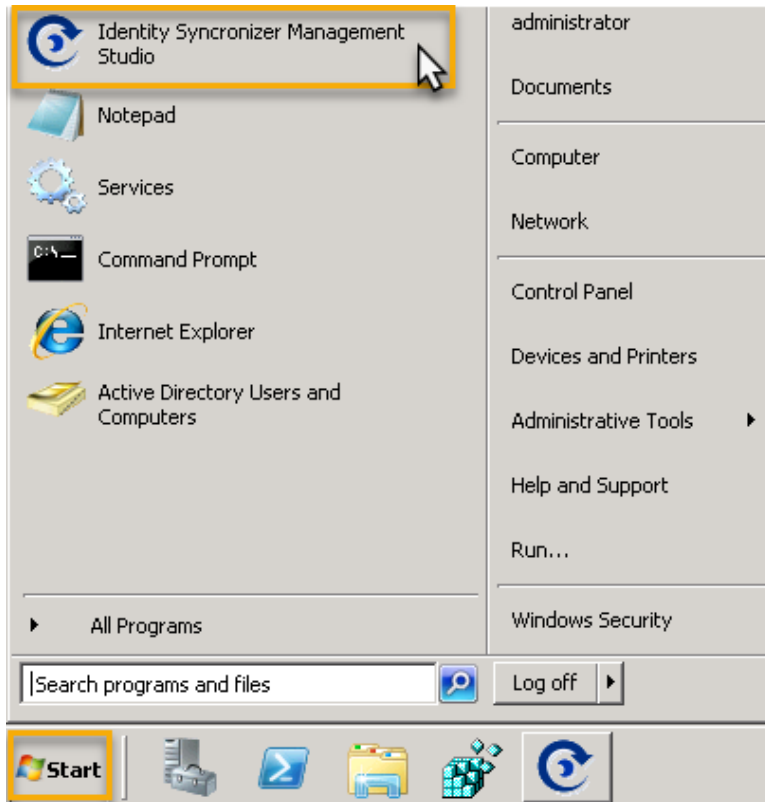 Identity Syncronizer Management
Studio
Notepad
Services
C:\
Command Prompt
Internet Explorer
Active Directory Users and
Computers
All Programs
Search programs and files
administrator
Documents
Computer
Network
Control Panel
Devices and Printers
Administrative Tools
Help and Support
Run...
Windows Security
Log off
Start